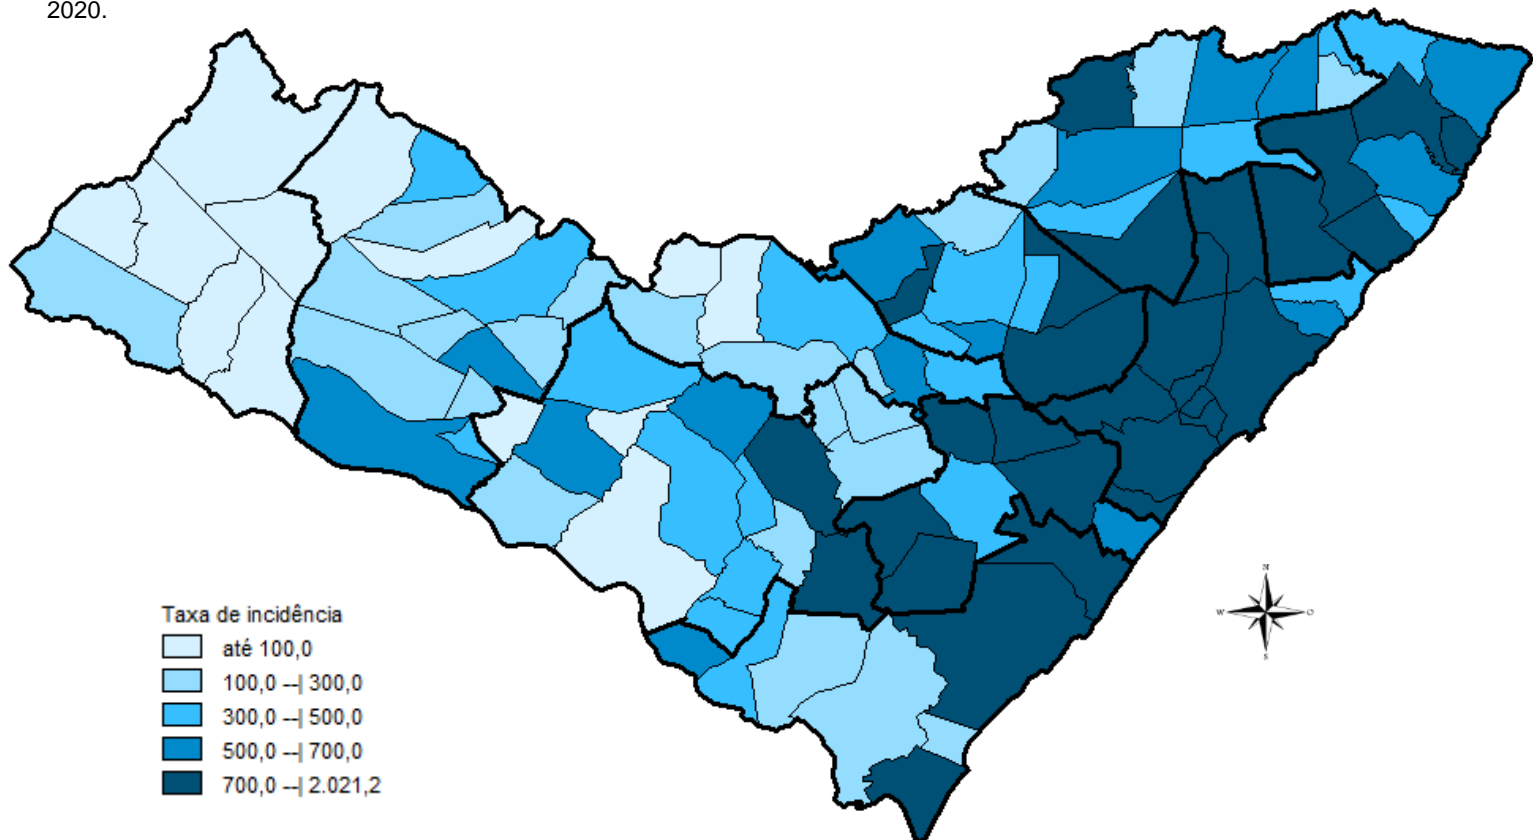 2020.
Taxa de incidência
até 100,0
100,0 --| 300,0
300,0 --| 500,0
500,0 --| 700,0
700,0 --| 2.021,2
N
W
O
S